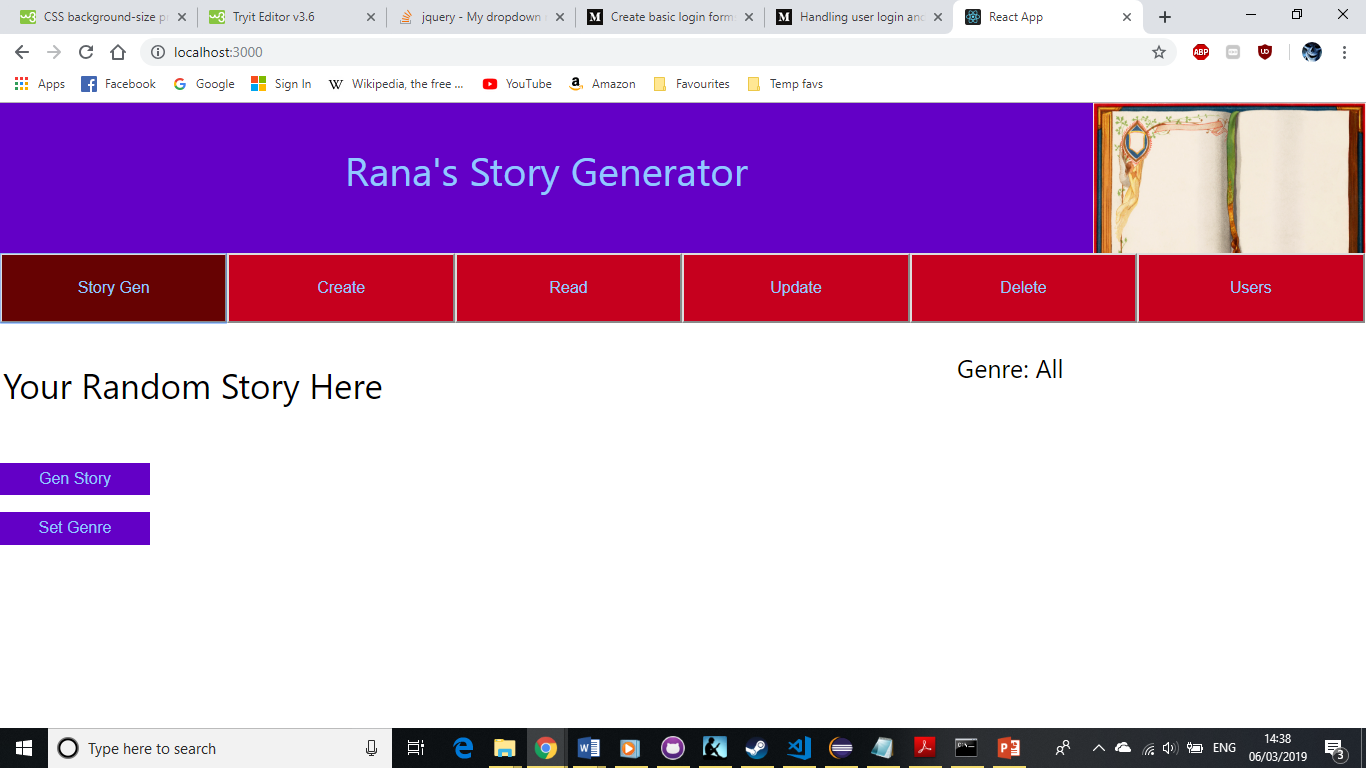 CSS background-size p
Tryit Editor v3.6
jquery - My dropdown
Create basic login form
Handling user login and
React App
localhost:3000
ABP
Apps
Facebook
Google
Sign In
Wikipedia, the free ...
YouTube
Amazon
Favourites
Temp favs
Rana's Story Generator
Story Gen
Create
Read
Update
Delete
Users
Your Random Story Here
Genre: All
Gen Story
Set Genre
Type here to search
ENG
14:38
06/03/2019
3